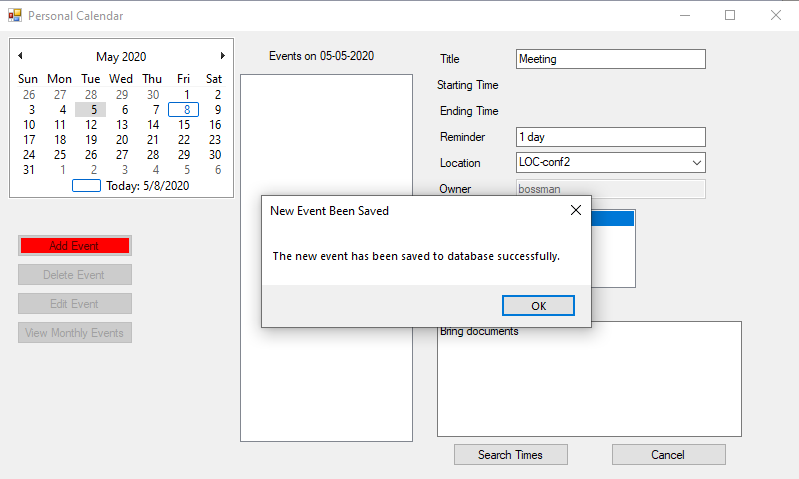 Personal Calendar
May 2020
Sun Mon Tue Wed Thu Fri Sat
26 27 28 29 30 1 2
3 4 5 6 7 8 9
10 11 12 13 14 15 16
17 18 19 20 21 22 23
24 25 26 27 28 29 30
31 1 2 3 4 5 6
Today: 5/8/2020
Add Event
Delete Event
Edit Event
View Monthly Events
Events on 05-05-2020
Title Meeting
Starting Time
Ending Time
Reminder 1 day
Location LOC-conf2
Owner bossman
New Event Been Saved
The new event has been saved to database successfully.
OK
Bring documents
Search Times Cancel